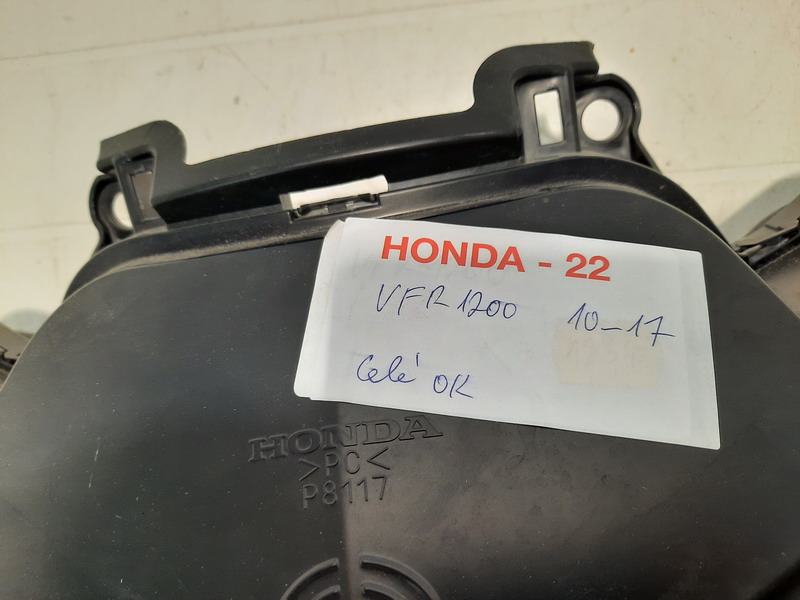 HONDA - 22
VFR 1200 10-17
Celé OK
HONDA
>PC<
P8117